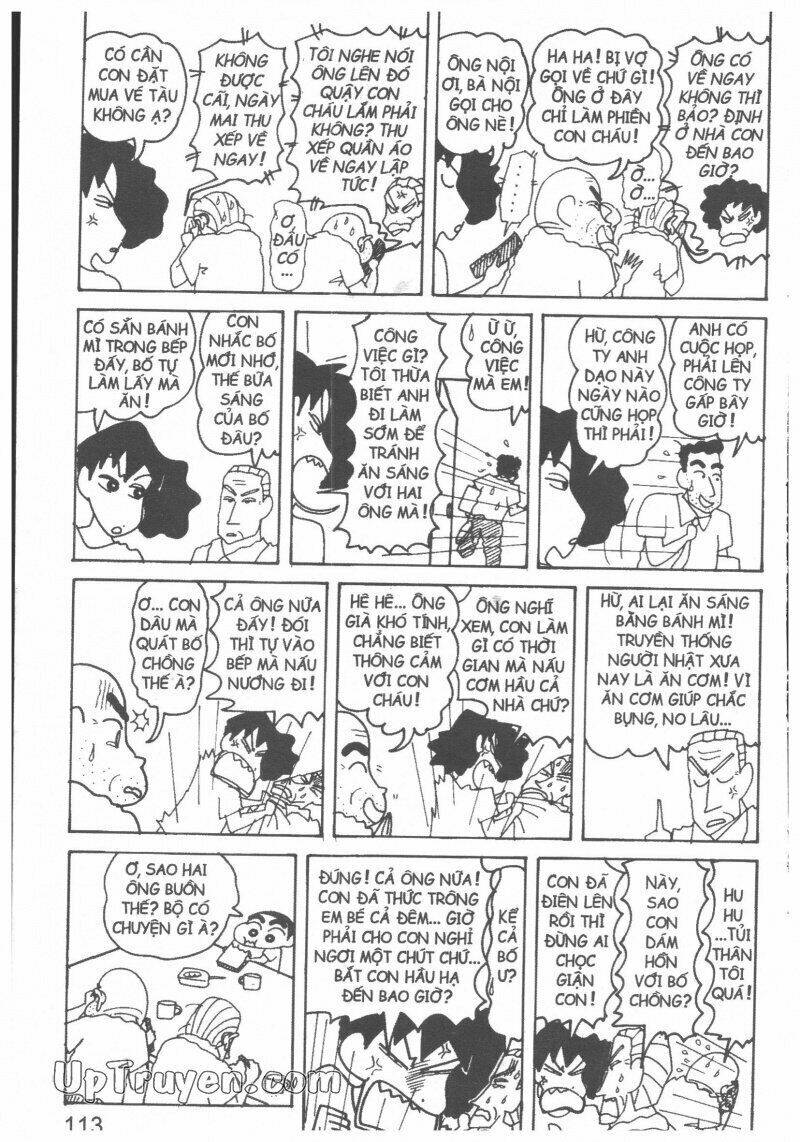 ÔNG CÓ
VỀ NGAY
KHÔNG THÌ
BẢO? ĐỊNH
Ở NHÀ CON
ĐẾN BAO
GIỜ?
HA HA! BỊ VỢ
GỌI VỀ CHỨ GÌ!
ÔNG Ở ĐÂY
CHỈ LÀM PHIỀN
CON CHÁU!
Ờ...
Ờ...
ÔNG NỘI
ƠI, BÀ NỘI
GỌI CHO
ÔNG NÈ!
TÔI NGHE NÓI
ÔNG LÊN ĐÓ
QUẬY CON
CHÁU LẮM PHẢI
KHÔNG? THU
XẾP QUẦN ÁO
VỀ NGAY LẬP
TỨC!
Ơ,
ĐÂU
CÓ
...
KHÔNG
ĐƯỢC
CÃI, NGÀY
MAI THU
XẾP VỀ
NGAY!
CÓ CẦN
CON ĐẶT
MUA VÉ TÀU
KHÔNG Ạ?
ANH CÓ
CUỘC HỌP,
PHẢI LÊN
CÔNG TY
GẤP BÂY
GIỜ!
HỪ, CÔNG
TY ANH
DẠO NÀY
NGÀY NÀO
CŨNG HỌP
THÌ PHẢI!
Ừ Ừ,
CÔNG
VIỆC
MÀ EM!
CÔNG
VIỆC GÌ?
TÔI THỪA
BIẾT ANH
ĐI LÀM
SỚM ĐỂ
TRÁNH
ĂN SÁNG
VỚI HAI
ÔNG MÀ!
CON
NHẮC BỐ
MỚI NHỚ,
THẾ BỮA
SÁNG
CỦA BỐ
ĐÂU?
CÓ SẴN BÁNH
MÌ TRONG BẾP
ĐẤY, BỐ TỰ
LÀM LẤY MÀ
ĂN!
HỪ, AI LẠI ĂN SÁNG
BẰNG BÁNH MÌ!
TRUYỀN THỐNG
NGƯỜI NHẬT XƯA
NAY LÀ ĂN CƠM! VÌ
ĂN CƠM GIÚP CHẮC
BỤNG, NO LÂU...
ÔNG NGHĨ
XEM, CON LÀM
GÌ CÓ THỜI
GIAN MÀ NẤU
CƠM HẦU CẢ
NHÀ CHỨ?
HÊ HÊ... ÔNG
GIÀ KHÓ TÍNH,
CHẲNG BIẾT
THÔNG CẢM
VỚI CON
CHÁU!
CẢ ÔNG NỮA
ĐẤY! ĐÓI
THÌ TỰ VÀO
BẾP MÀ NẤU
NƯỚNG ĐI!
Ơ... CON
DÂU MÀ
QUÁT BỐ
CHỒNG
THẾ À?
HU
HU
...TỦI
THÂN
TÔI
QUÁ!
NÀY,
SAO
CON
DÁM
HỖN
VỚI BỐ
CHỒNG?
CON ĐÃ
ĐIÊN LÊN
RỒI THÌ
ĐỪNG AI
CHỌC
GIẬN
CON!
KỂ
CẢ
BỐ
Ư?
ĐÚNG! CẢ ÔNG NỮA!
CON ĐÃ THỨC TRÔNG
EM BÉ CẢ ĐÊM... GIỜ
PHẢI CHO CON NGHỈ
NGƠI MỘT CHÚT CHỨ...
BẮT CON HẦU HẠ
ĐẾN BAO GIỜ?
Ơ, SAO HAI
ÔNG BUỒN
THẾ? BỘ CÓ
CHUYỆN GÌ À?
UpTruyen.com
113